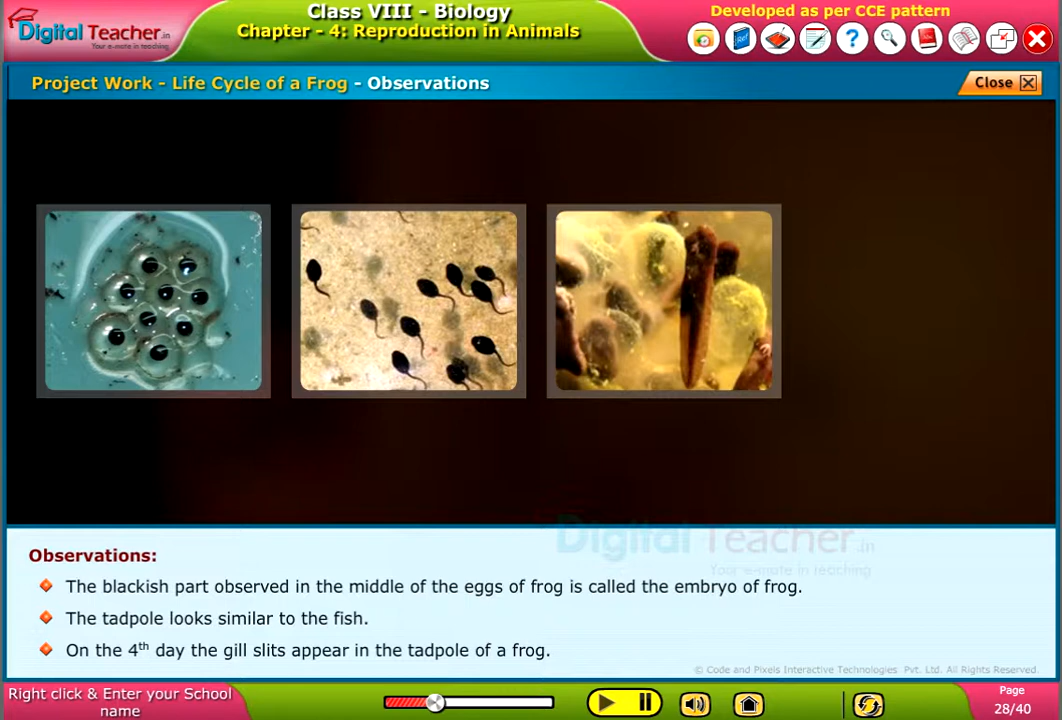 Digital Teacher.in
Your e-mate in teaching
Class VIII - Biology
Chapter - 4: Reproduction in Animals
Developed as per CCE pattern
Ref
?
Project Work - Life Cycle of a Frog - Observations
Close
Digital Teacher.in
Your e-mate in teaching
Observations:
The blackish part observed in the middle of the eggs of frog is called the embryo of frog.
The tadpole looks similar to the fish.
On the 4th day the gill slits appear in the tadpole of a frog.
© Code and Pixels Interactive Technologies Pvt. Ltd. All Rights Reserved.
Right click & Enter your School
name
Page
28/40